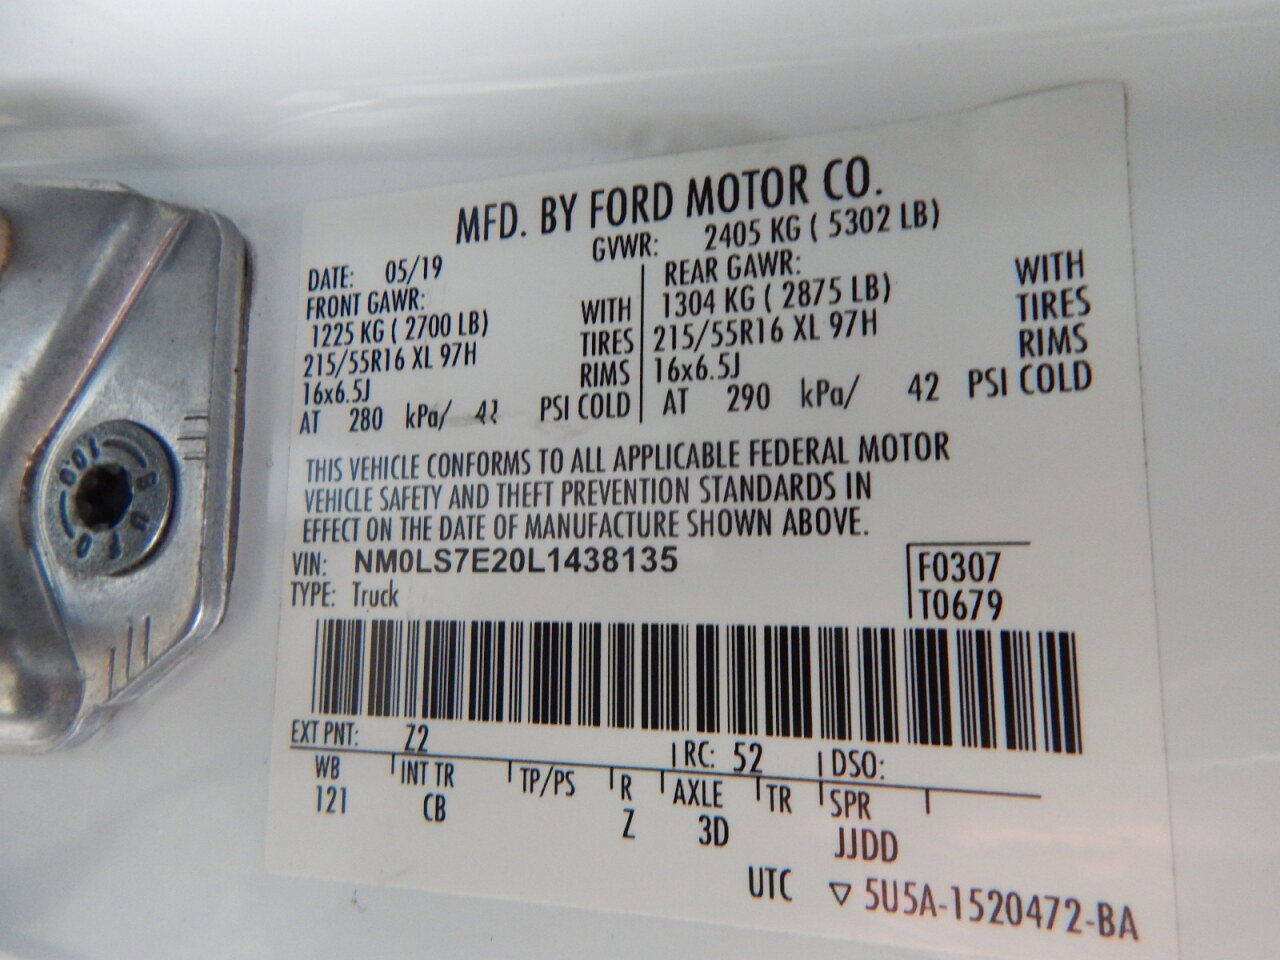 MFD. BY FORD MOTOR CO.
DATE: 05/19 GVWR: 2405 KG ( 5302 LB)
FRONT GAWR: REAR GAWR:
1225 KG ( 2700 LB) WITH 1304 KG ( 2875 LB) WITH
215/55R16 XL 97H TIRES 215/55R16 XL 97H TIRES
16x6.5J RIMS 16x6.5J RIMS
AT 280 kPa/ 41 PSI COLD AT 290 kPa/ 42 PSI COLD
THIS VEHICLE CONFORMS TO ALL APPLICABLE FEDERAL MOTOR
VEHICLE SAFETY AND THEFT PREVENTION STANDARDS IN
EFFECT ON THE DATE OF MANUFACTURE SHOWN ABOVE.
VIN: NM0LS7E20L1438135 F0307
TYPE: Truck T0679
EXT PNT: Z2 RC: 52 DSO:
WB INT TR TP/PS R AXLE TR SPR
121 CB Z 3D JJDD
UTC ▽ 5U5A-1520472-BA